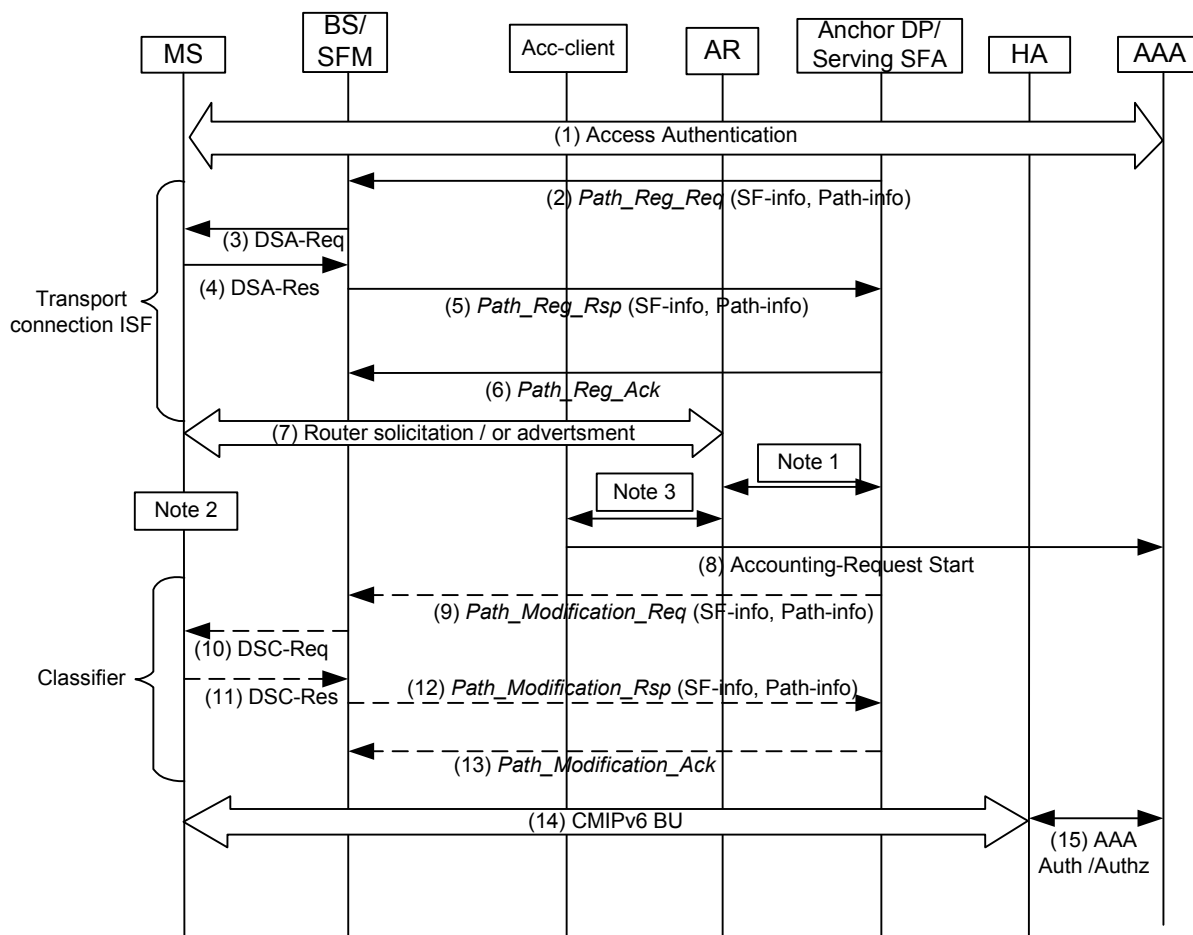 MS
BS/
SFM
Acc-client
AR
Anchor DP/
Serving SFA
HA
AAA
(1) Access Authentication
(2) Path_Reg_Req (SF-info, Path-info)
(3) DSA-Req
(4) DSA-Res
Transport
connection ISF
(5) Path_Reg_Rsp (SF-info, Path-info)
(6) Path_Reg_Ack
(7) Router solicitation / or advertsment
Note 1
Note 3
Note 2
(8) Accounting-Request Start
(9) Path_Modification_Req (SF-info, Path-info)
(10) DSC-Req
Classifier
(11) DSC-Res
(12) Path_Modification_Rsp (SF-info, Path-info)
(13) Path_Modification_Ack
(14) CMIPv6 BU
(15) AAA
Auth /Authz